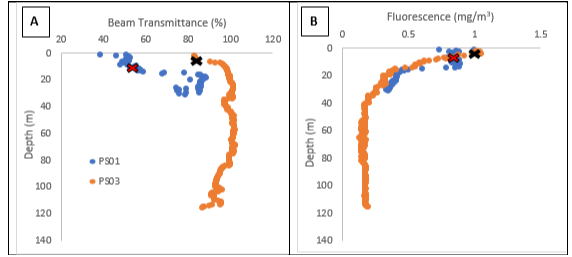 A
Beam Transmittance (%)
20 40 60 80 100 120
0
20
40
60
80
100
120
140
Depth (m)
PS01
PS03
B
Fluorescence (mg/m³)
0 0.5 1 1.5
0
20
40
60
80
100
120
140
Depth (m)